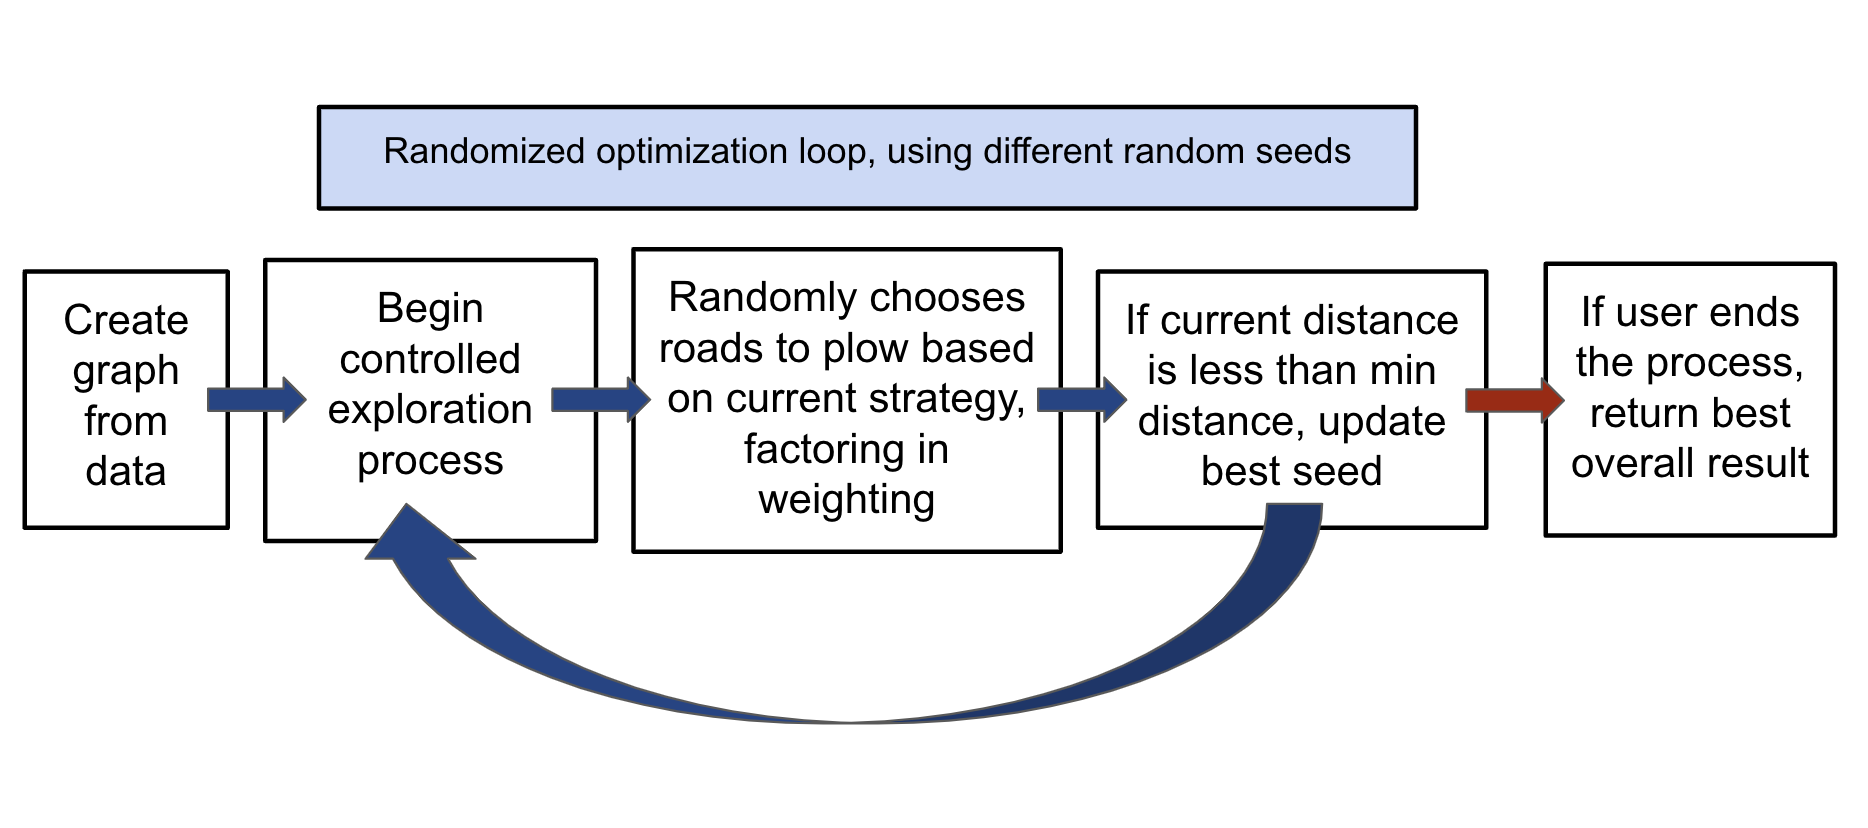 Randomized optimization loop, using different random seeds
Create
graph
from
data
Begin
controlled
exploration
process
Randomly chooses
roads to plow based
on current strategy,
factoring in
weighting
If current distance
is less than min
distance, update
best seed
If user ends
the process,
return best
overall result